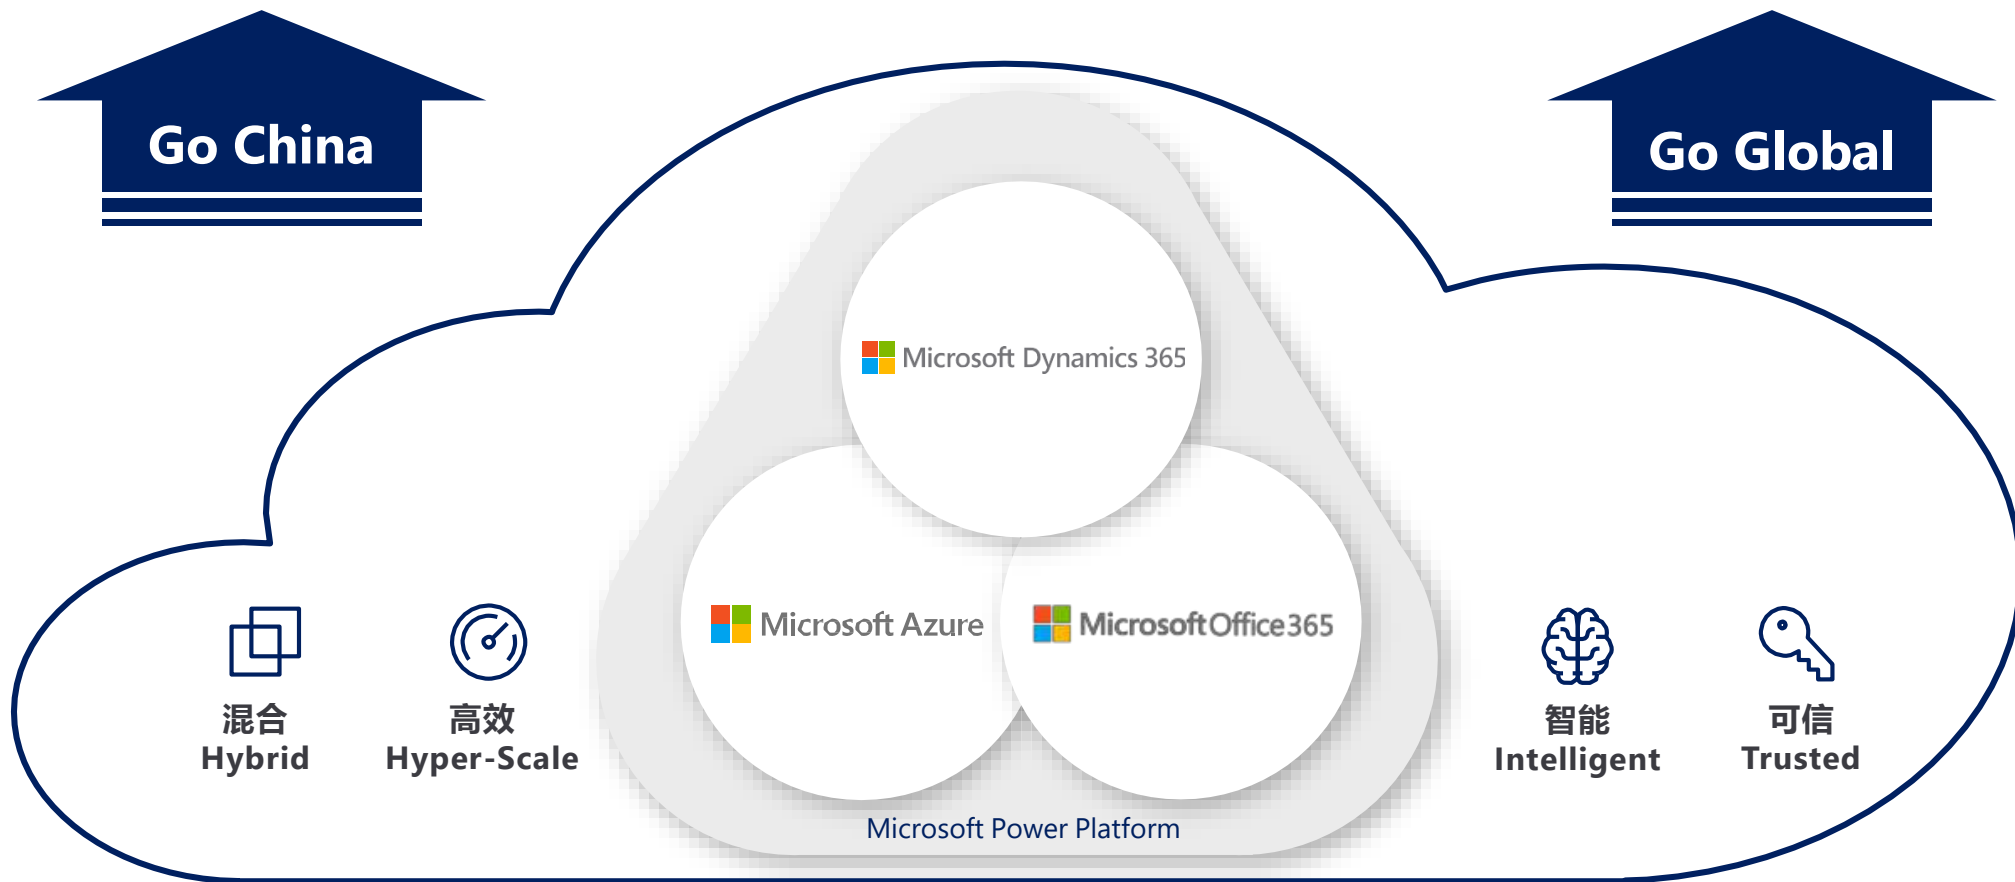 Go China
Go Global
Microsoft Dynamics 365
Microsoft Azure
Microsoft Office 365
混合
Hybrid
高效
Hyper-Scale
智能
Intelligent
可信
Trusted
Microsoft Power Platform